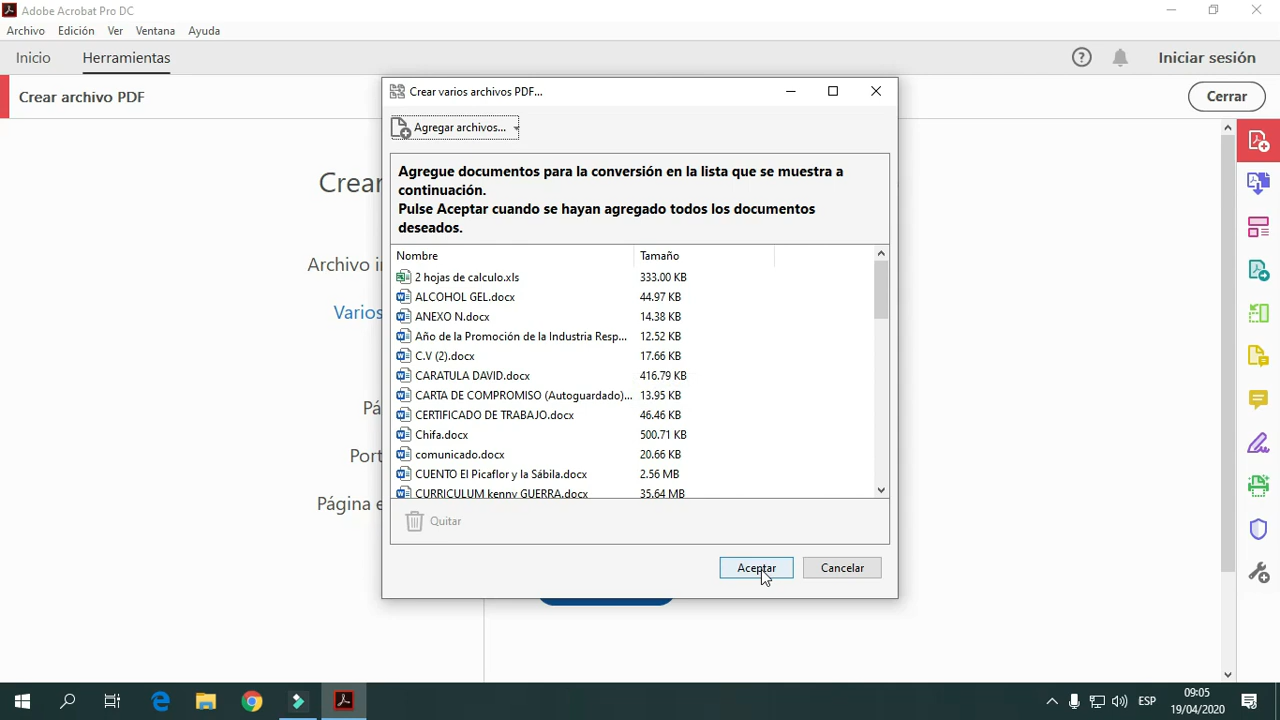 Adobe Acrobat Pro DC
Archivo Edición Ver Ventana Ayuda
Inicio Herramientas Iniciar sesión
Crear archivo PDF Cerrar
Crear varios archivos PDF...
Agregar archivos...
Agregue documentos para la conversión en la lista que se muestra a
continuación.
Pulse Aceptar cuando se hayan agregado todos los documentos
deseados.
Nombre Tamaño
2 hojas de calculo.xls 333.00 KB
ALCOHOL GEL.docx 44.97 KB
ANEXO N.docx 14.38 KB
Año de la Promoción de la Industria Resp... 12.52 KB
C.V (2).docx 17.66 KB
CARATULA DAVID.docx 416.79 KB
CARTA DE COMPROMISO (Autoguardado)... 13.95 KB
CERTIFICADO DE TRABAJO.docx 46.46 KB
Chifa.docx 500.71 KB
comunicado.docx 20.66 KB
CUENTO El Picaflor y la Sábila.docx 2.56 MB
CURRICULUM kenny GUERRA.docx 35.64 MB
Quitar
Aceptar Cancelar
Crear
Archivo
Varios
Página
ESP
09:05
19/04/2020